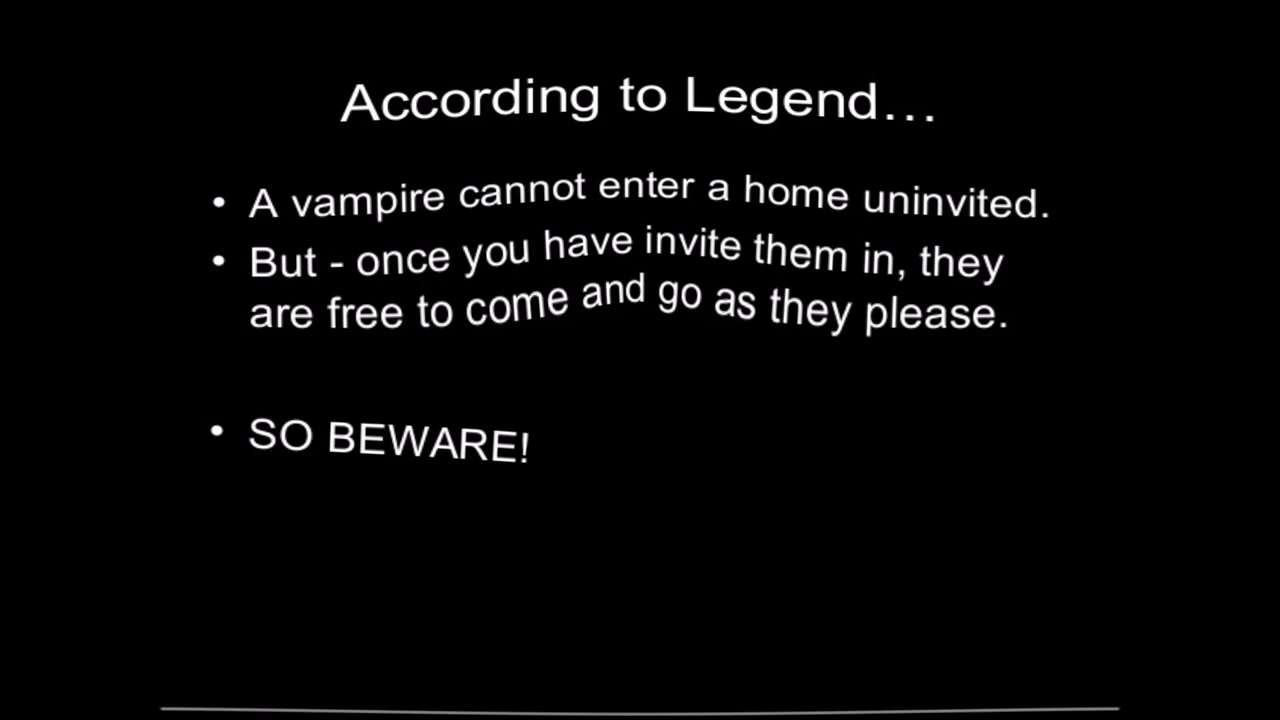 According to Legend…
• A vampire cannot enter a home uninvited.
• But - once you have invite them in, they
are free to come and go as they please.
• SO BEWARE!